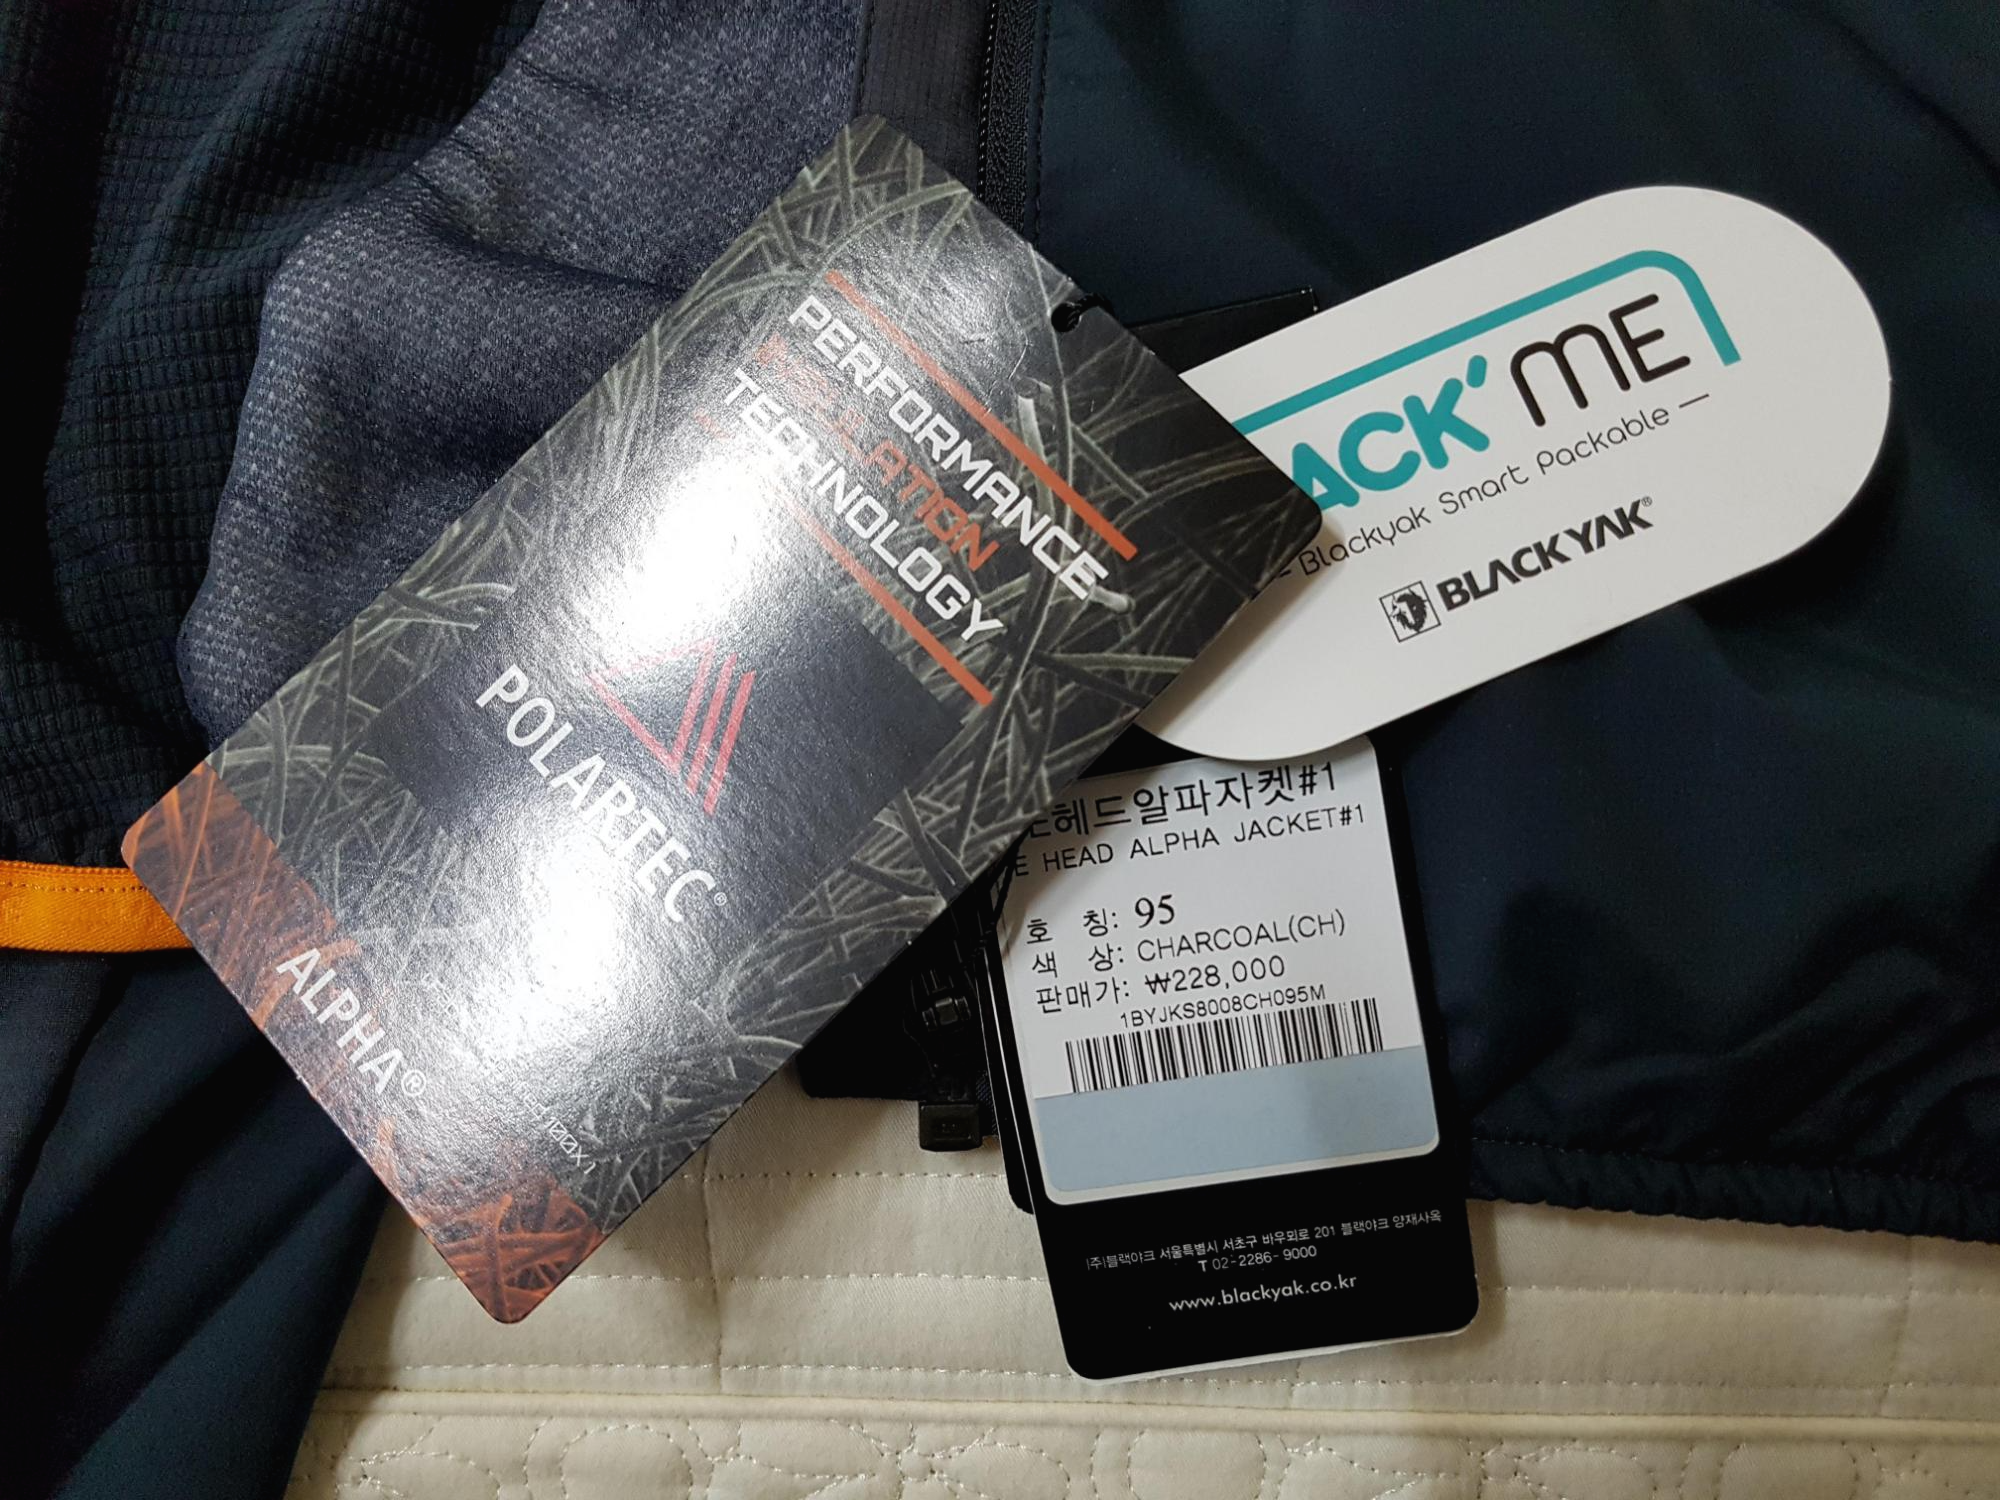 PERFORMANCE
INSULATION
TECHNOLOGY
POLARTEC®
ALPHA®
ACK' ME
— Blackyak Smart Packable —
BLACKYAK®
헤드알파자켓#1
E HEAD ALPHA JACKET#1
호 칭: 95
색 상: CHARCOAL(CH)
판매가: ₩228,000
1BYJKS8008CH095M
(주)블랙야크 서울특별시 서초구 바우뫼로 201 블랙야크 양재사옥
T 02-2286-9000
www.blackyak.co.kr